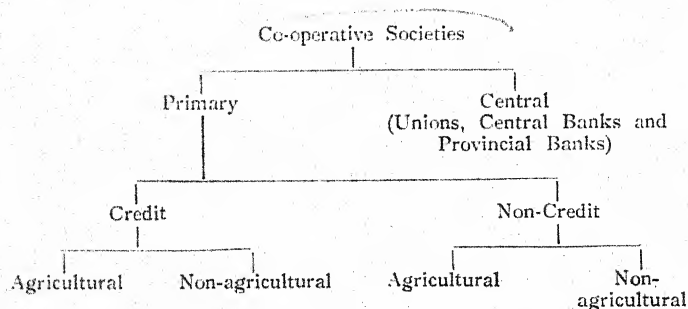 Co-operative Societies
Primary
Central
(Unions, Central Banks and
Provincial Banks)
Credit
Non-Credit
Agricultural
Non-agricultural
Agricultural
Non-
agricultural